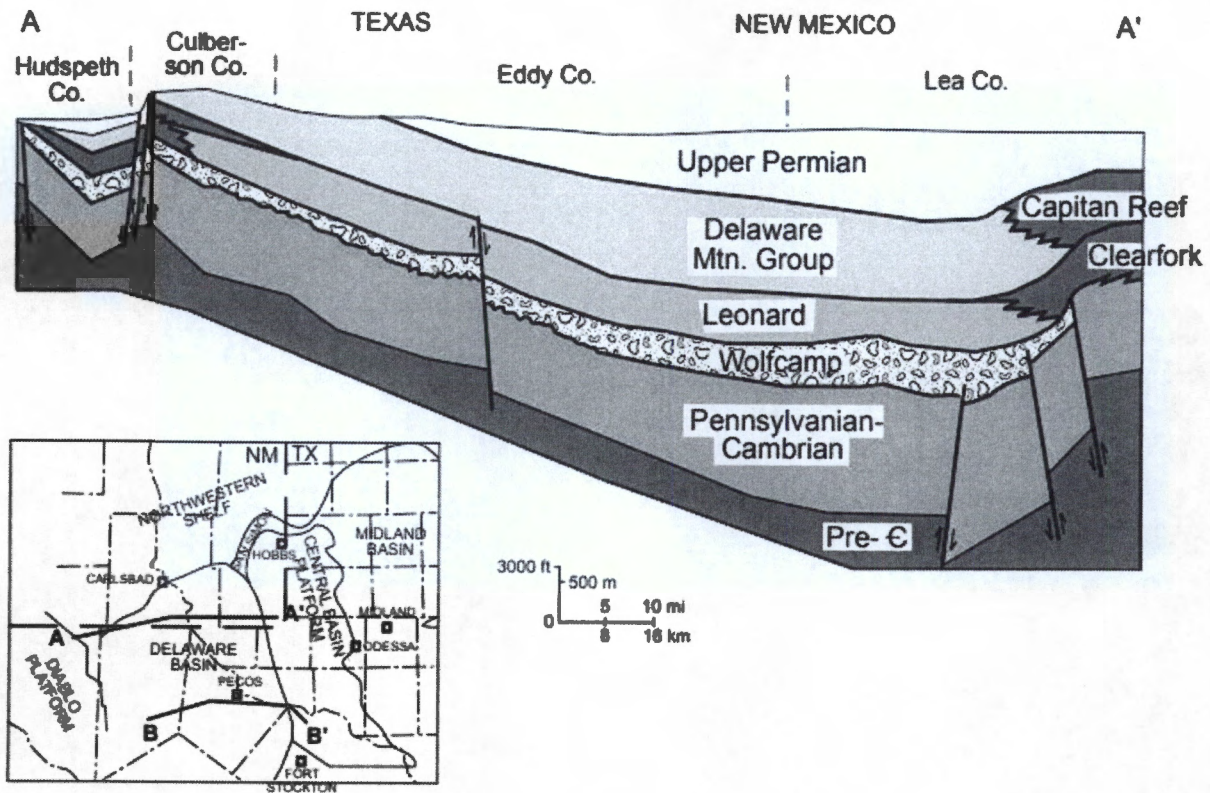 A
TEXAS
NEW MEXICO
A'
Hudspeth
Co.
Culber-
son Co.
Eddy Co.
Lea Co.
Upper Permian
Capitan Reef
Delaware
Mtn. Group
Clearfork
Leonard
Wolfcamp
Pennsylvanian-
Cambrian
Pre-Є
3000 ft
500 m
0
5
10 mi
8
16 km
NM TX
NORTHWESTERN
SHELF
SAN SIMON
HOBBS
MIDLAND
BASIN
CARLSBAD
CENTRAL BASIN
PLATFORM
A'
MIDLAND
A
ODESSA
DELAWARE
BASIN
DIABLO
PLATFORM
PECOS
B
B'
FORT
STOCKTON